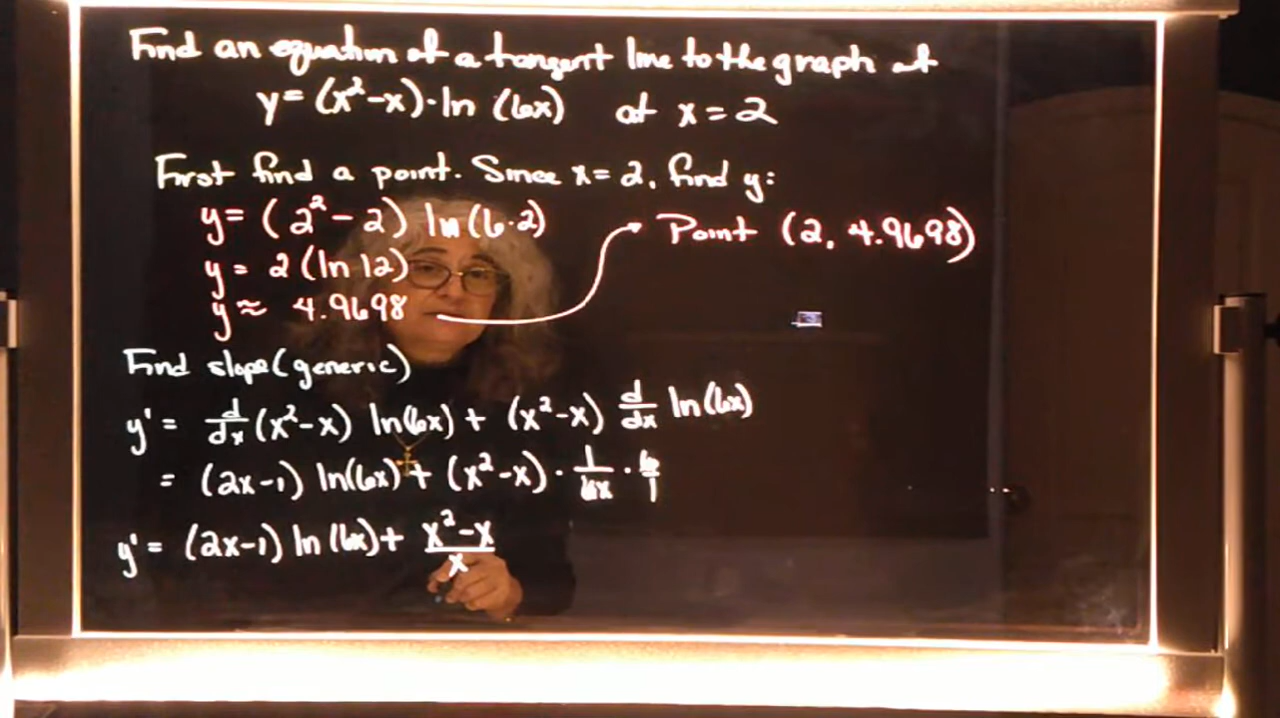 Find an equation of a tangent line to the graph at
y = (x² - x) · ln (6x) at x = 2
First find a point. Since x = 2, find y:
y = (2² - 2) ln (6·2)
Point (2, 4.9698)
y = 2 (ln 12)
y ≈ 4.9698
Find slope (generic)
y' = d/dx (x² - x) ln(6x) + (x² - x) d/dx ln(6x)
= (2x - 1) ln(6x) + (x² - x) · 1/6x · 6/1
y' = (2x - 1) ln (6x) + x² - x / x